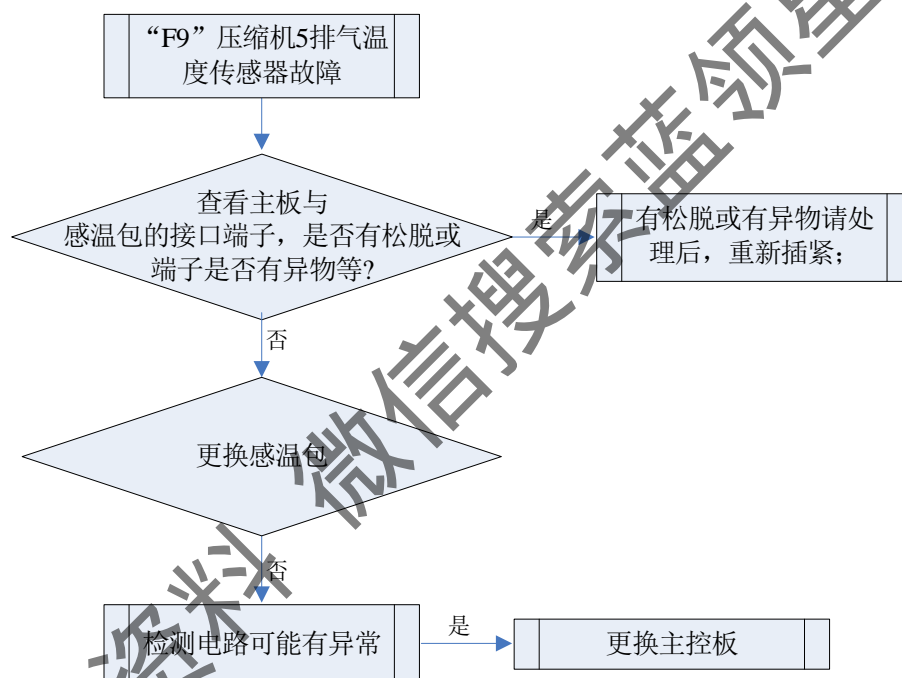 “F9”压缩机5排气温
度传感器故障
查看主板与
感温包的接口端子，是否有松脱或
端子是否有异物等?
是
有松脱或有异物请处
理后，重新插紧；
否
更换感温包
否
检测电路可能有异常
是
更换主控板
资料 微信搜索蓝领星